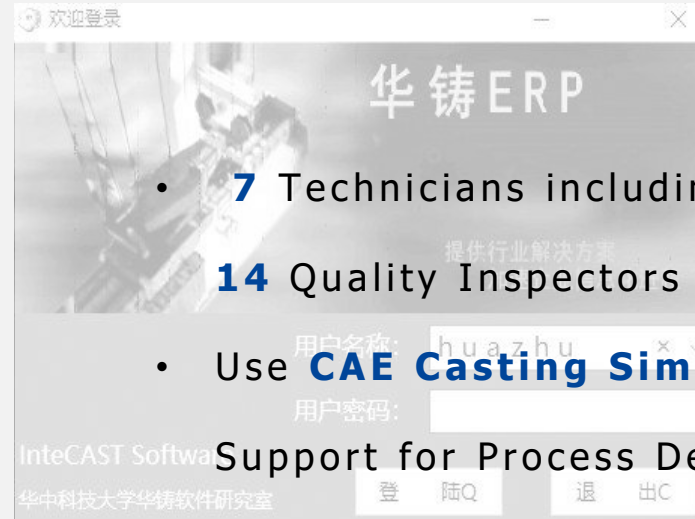 欢迎登录
华铸ERP
• 7 Technicians includin
提供行业解决方案
14 Quality Inspectors
用户名称: huazhu
• Use CAE Casting Sim
用户密码:
InteCAST Software
Support for Process De
登 陆Q 退 出C
华中科技大学华铸软件研究室